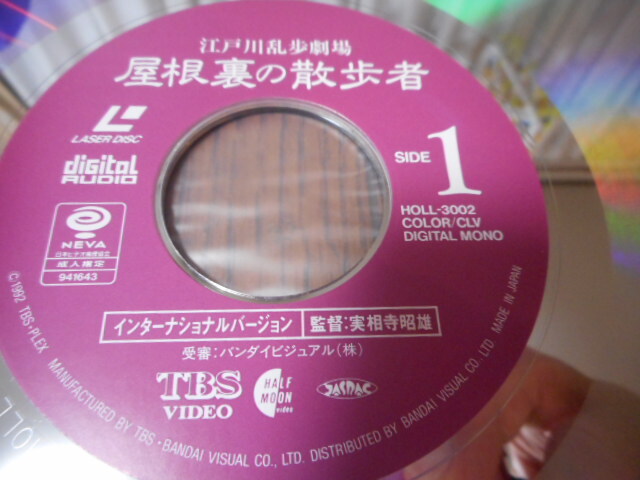 江戸川乱歩劇場
屋根裏の散歩者
LASER DISC
digital
AUDIO
SIDE 1
HOLL-3002
COLOR/CLV
DIGITAL MONO
NEVA
成人指定
941643
インターナショナルバージョン
監督:実相寺昭雄
受審:バンダイビジュアル(株)
TBS
VIDEO
HALF
MOON
video
JASRAC
©1992 TBS・PLEX MANUFACTURED BY TBS・BANDAI VISUAL CO., LTD. DISTRIBUTED BY BANDAI VISUAL CO., LTD MADE IN JAPAN